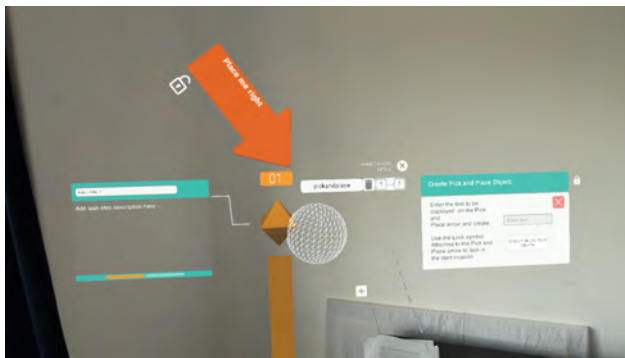 Place me right
01
pickandplace
1
1
Add task step description here
Create Pick and Place Object
Enter the text to be
displayed on the Pick
and
Place arrow and create.
Use the Lock symbol
Attached to the Pick and
Place arrow to lock in
the start location